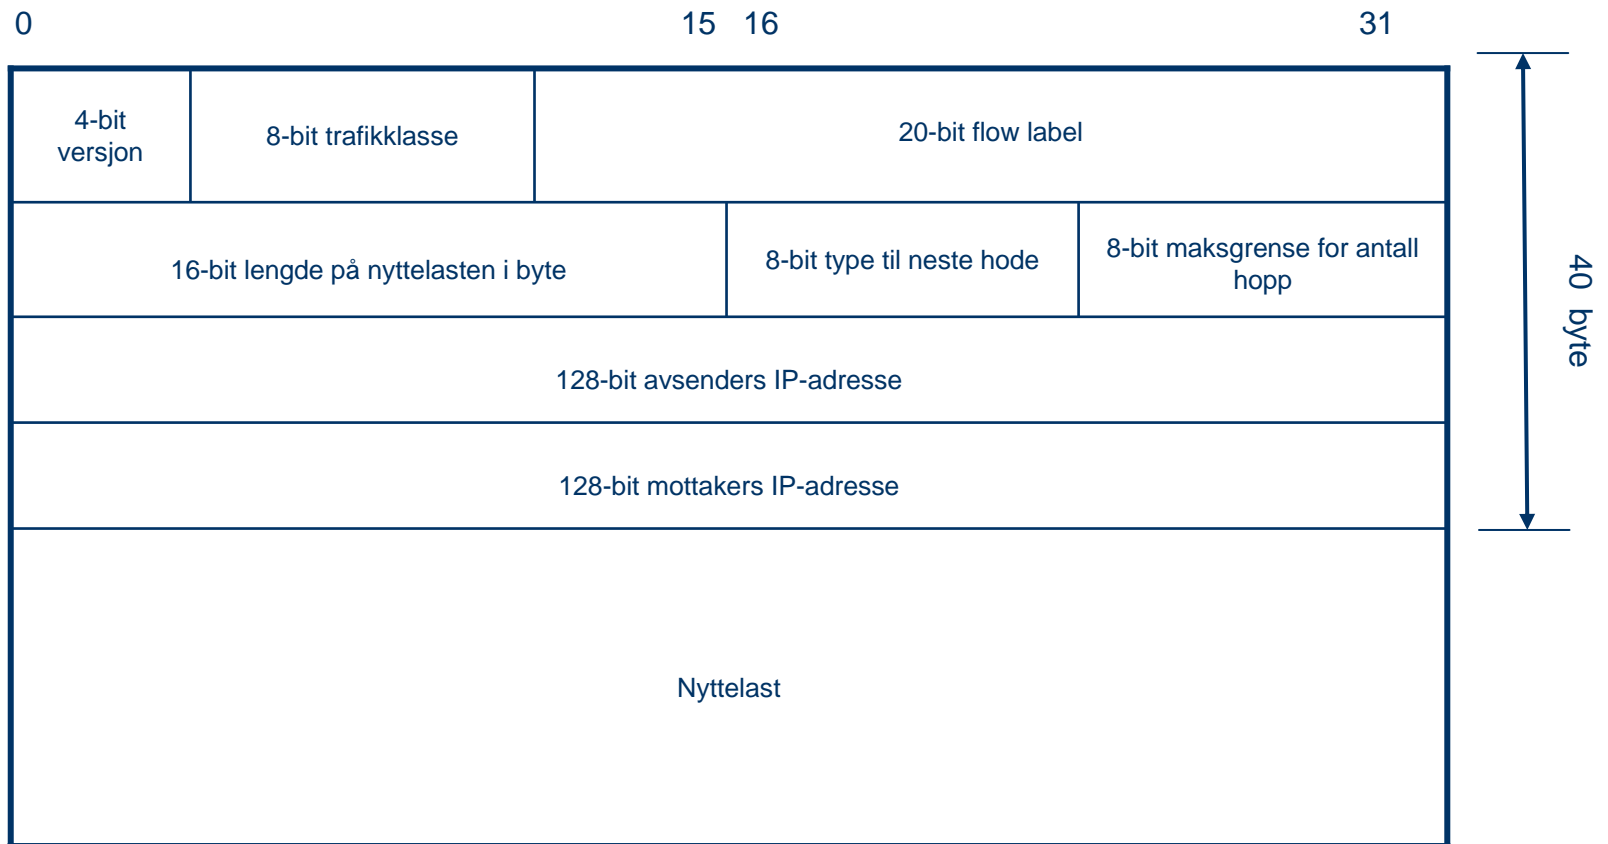 0 15 16 31
4-bit
versjon
8-bit trafikklasse
20-bit flow label
16-bit lengde på nyttelasten i byte
8-bit type til neste hode
8-bit maksgrense for antall
hopp
40 byte
128-bit avsenders IP-adresse
128-bit mottakers IP-adresse
Nyttelast